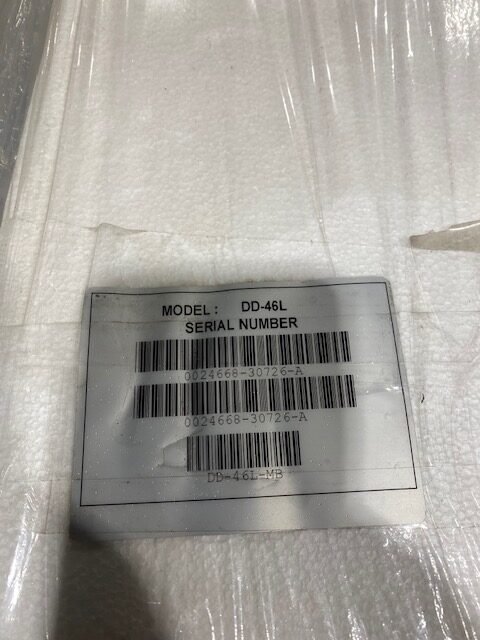 MODEL : DD-46L
SERIAL NUMBER
0024668-30726-A
0024668-30726-A
DD-46L-MB